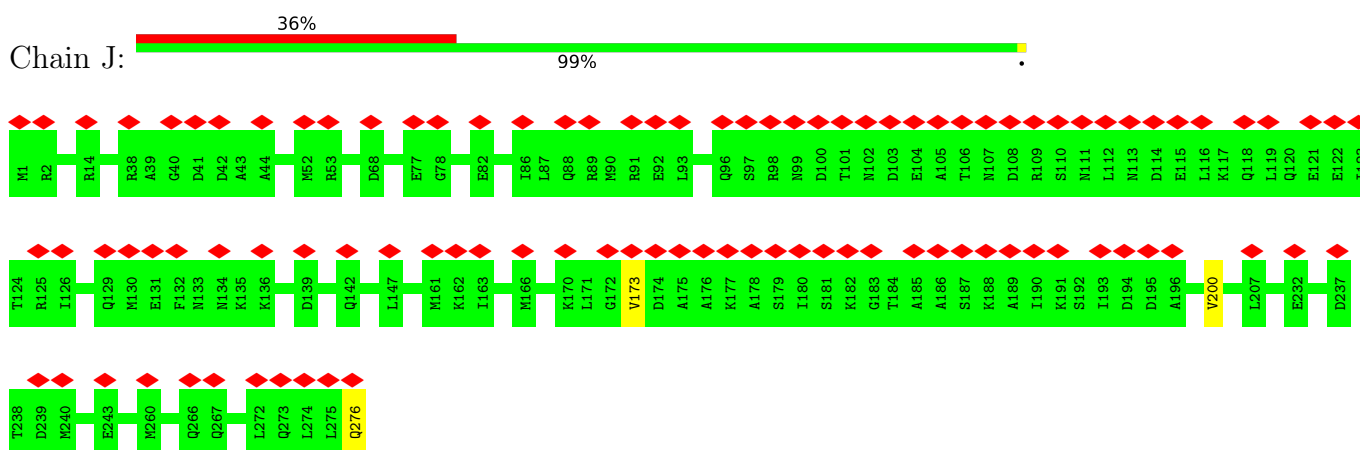 36%
Chain J:
99%
.
M1 R2 R14 R38 A39 G40 D41 D42 A43 A44 M52 R53 D68 E77 G78 E82 I86 L87 Q88 R89 M90 R91 E92 L93 Q96 S97 R98 N99 D100 T101 N102 D103 E104 A105 T106 N107 D108 R109 S110 N111 L112 N113 D114 E115 L116 K117 Q118 L119 Q120 E121 E122
T124 R125 I126 Q129 M130 E131 F132 N133 N134 K135 K136 D139 Q142 L147 M161 K162 I163 M166 K170 L171 G172 V173 D174 A175 A176 K177 A178 S179 I180 S181 K182 G183 T184 A185 A186 S187 K188 A189 I190 K191 S192 I193 D194 D195 A196 V200 L207 E232 D237
T238 D239 M240 E243 M260 Q266 Q267 L272 Q273 L274 L275 Q276